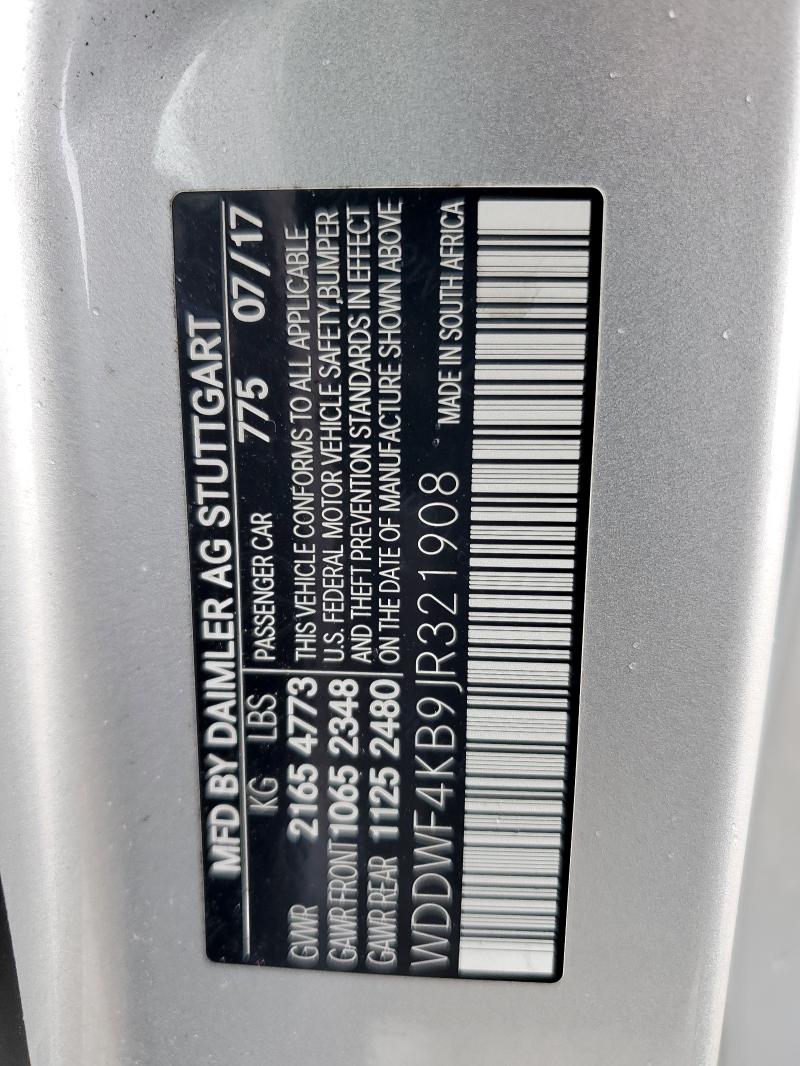 MFD BY DAIMLER AG STUTTGART
KG LBS PASSENGER CAR 775 07/17
GWR 2165 4773 THIS VEHICLE CONFORMS TO ALL APPLICABLE
GAWR FRONT 1065 2348 U.S. FEDERAL MOTOR VEHICLE SAFETY,BUMPER
GAWR REAR 1125 2480 AND THEFT PREVENTION STANDARDS IN EFFECT
ON THE DATE OF MANUFACTURE SHOWN ABOVE
WDDWF4KB9JR321908 MADE IN SOUTH AFRICA